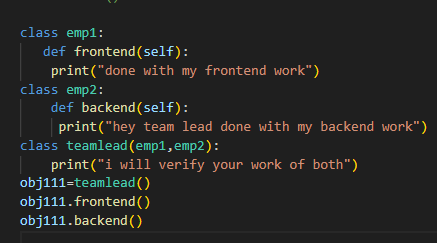 class emp1:
   def frontend(self):
    print("done with my frontend work")
class emp2:
    def backend(self):
     print("hey team lead done with my backend work")
class teamlead(emp1,emp2):
    print("i will verify your work of both")
obj111=teamlead()
obj111.frontend()
obj111.backend()